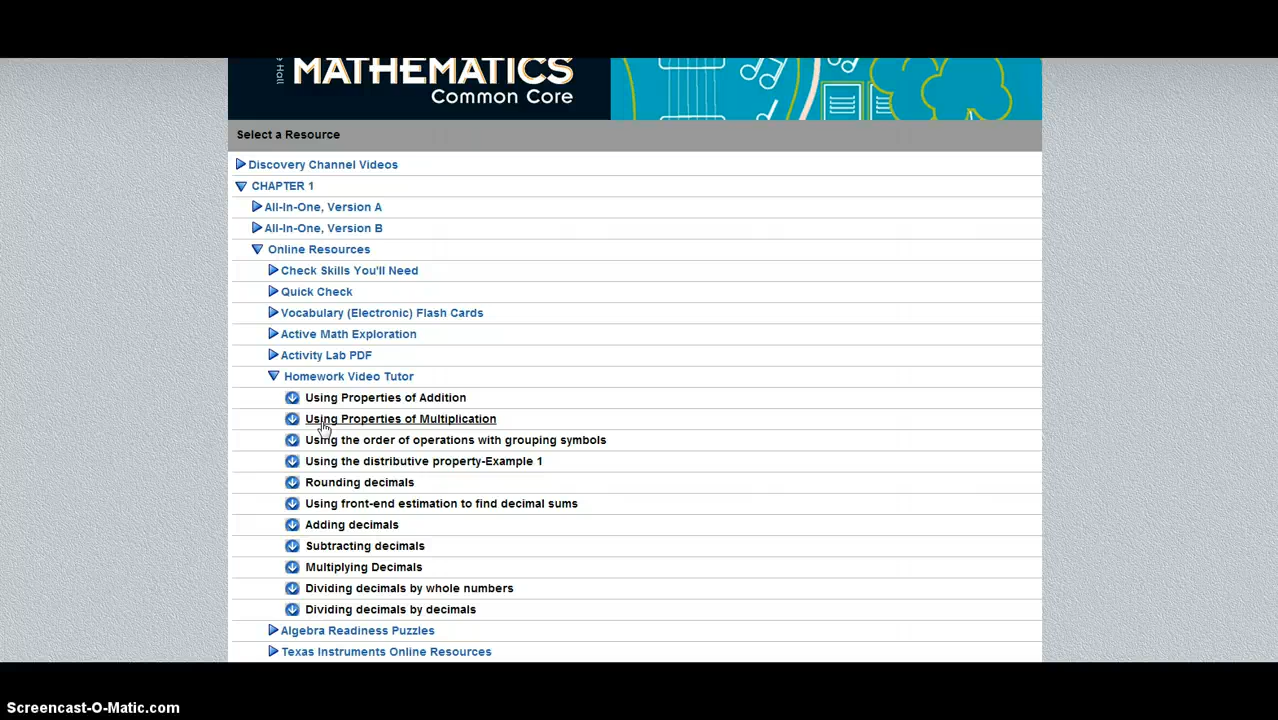 MATHEMATICS
Common Core
Select a Resource
Discovery Channel Videos
CHAPTER 1
All-In-One, Version A
All-In-One, Version B
Online Resources
Check Skills You'll Need
Quick Check
Vocabulary (Electronic) Flash Cards
Active Math Exploration
Activity Lab PDF
Homework Video Tutor
Using Properties of Addition
Using Properties of Multiplication
Using the order of operations with grouping symbols
Using the distributive property-Example 1
Rounding decimals
Using front-end estimation to find decimal sums
Adding decimals
Subtracting decimals
Multiplying Decimals
Dividing decimals by whole numbers
Dividing decimals by decimals
Algebra Readiness Puzzles
Texas Instruments Online Resources
Screencast-O-Matic.com